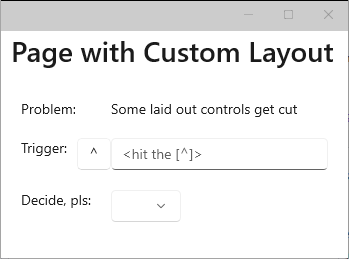 Page with Custom Layout
Problem: Some laid out controls get cut
Trigger: ^ <hit the [^]>
Decide, pls: